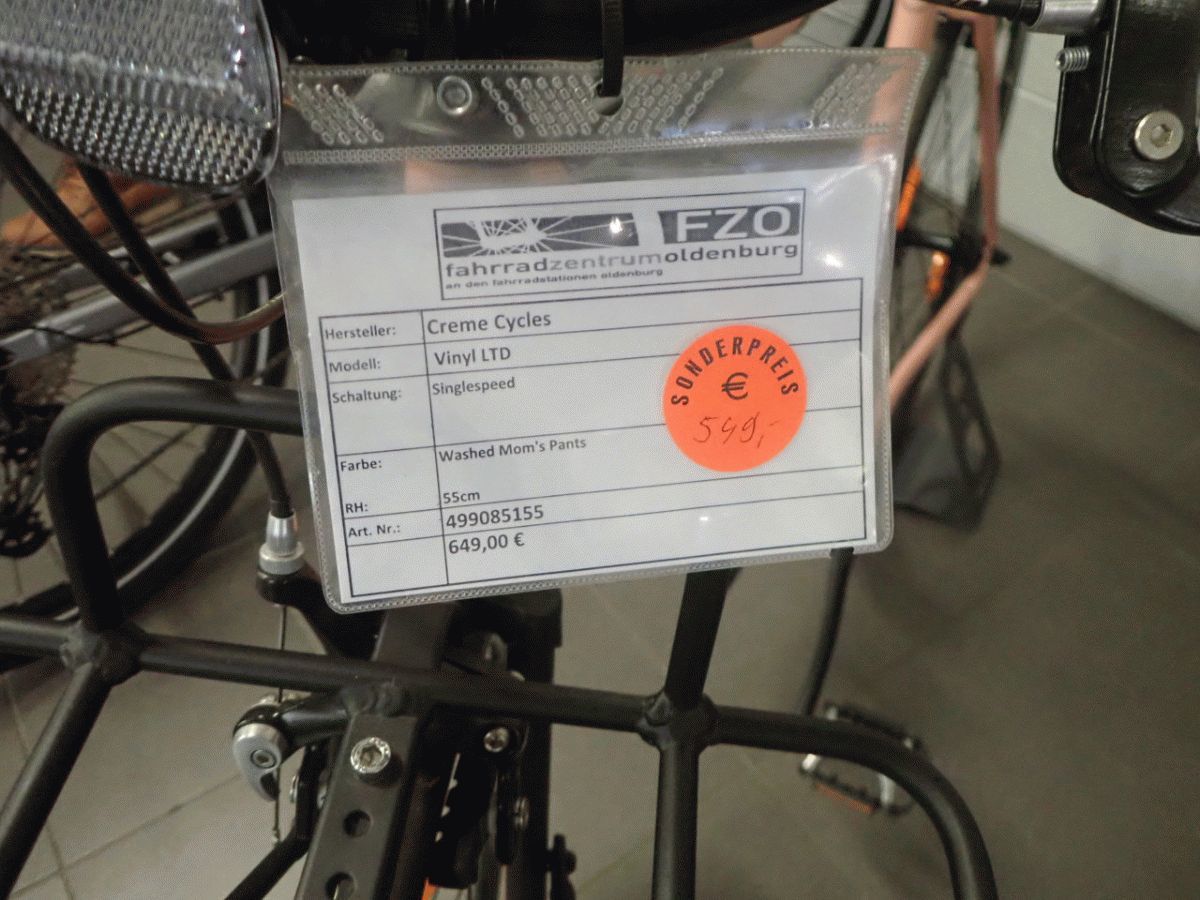 FZO
fahrradzentrumoldenburg
an den fahrradstationen oldenburg
Hersteller: Creme Cycles
Modell: Vinyl LTD
Schaltung: Singlespeed
SONDERPREIS
€
549,-
Farbe: Washed Mom's Pants
RH: 55cm
Art. Nr.: 499085155
649,00 €